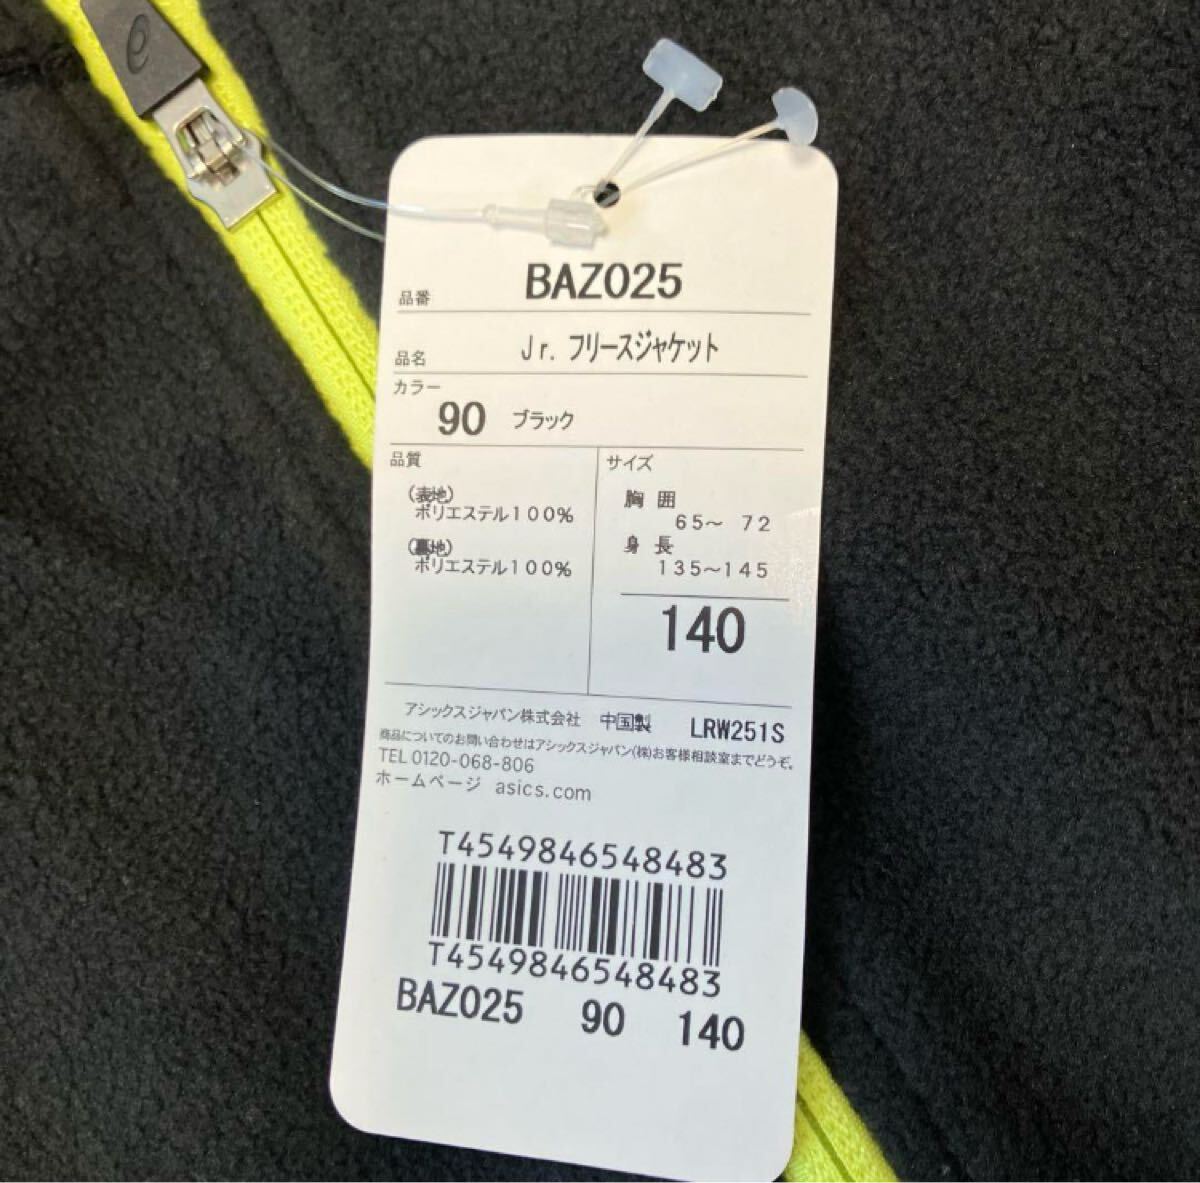 品番 BAZ025
品名 Jr. フリースジャケット
カラー
90 ブラック
品質
(表地)
ポリエステル100%
(裏地)
ポリエステル100%
サイズ
胸囲
65～ 72
身長
135～145
140
アシックスジャパン株式会社 中国製 LRW251S
商品についてのお問い合わせはアシックスジャパン(株)お客様相談室までどうぞ。
TEL 0120-068-806
ホームページ asics.com
T4549846548483
T4549846548483
BAZ025 90 140